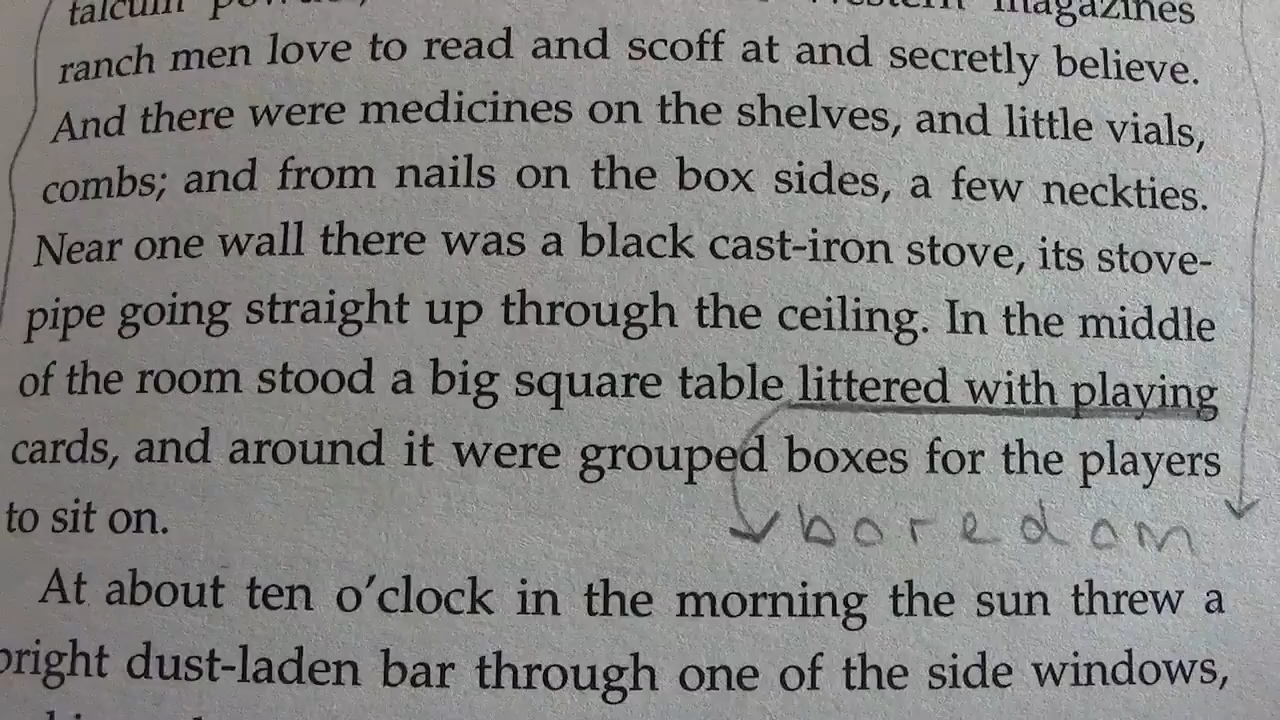 talcum
magazines
ranch men love to read and scoff at and secretly believe.
And there were medicines on the shelves, and little vials,
combs; and from nails on the box sides, a few neckties.
Near one wall there was a black cast-iron stove, its stove-
pipe going straight up through the ceiling. In the middle
of the room stood a big square table littered with playing
cards, and around it were grouped boxes for the players
to sit on.
boredom
At about ten o’clock in the morning the sun threw a
bright dust-laden bar through one of the side windows,